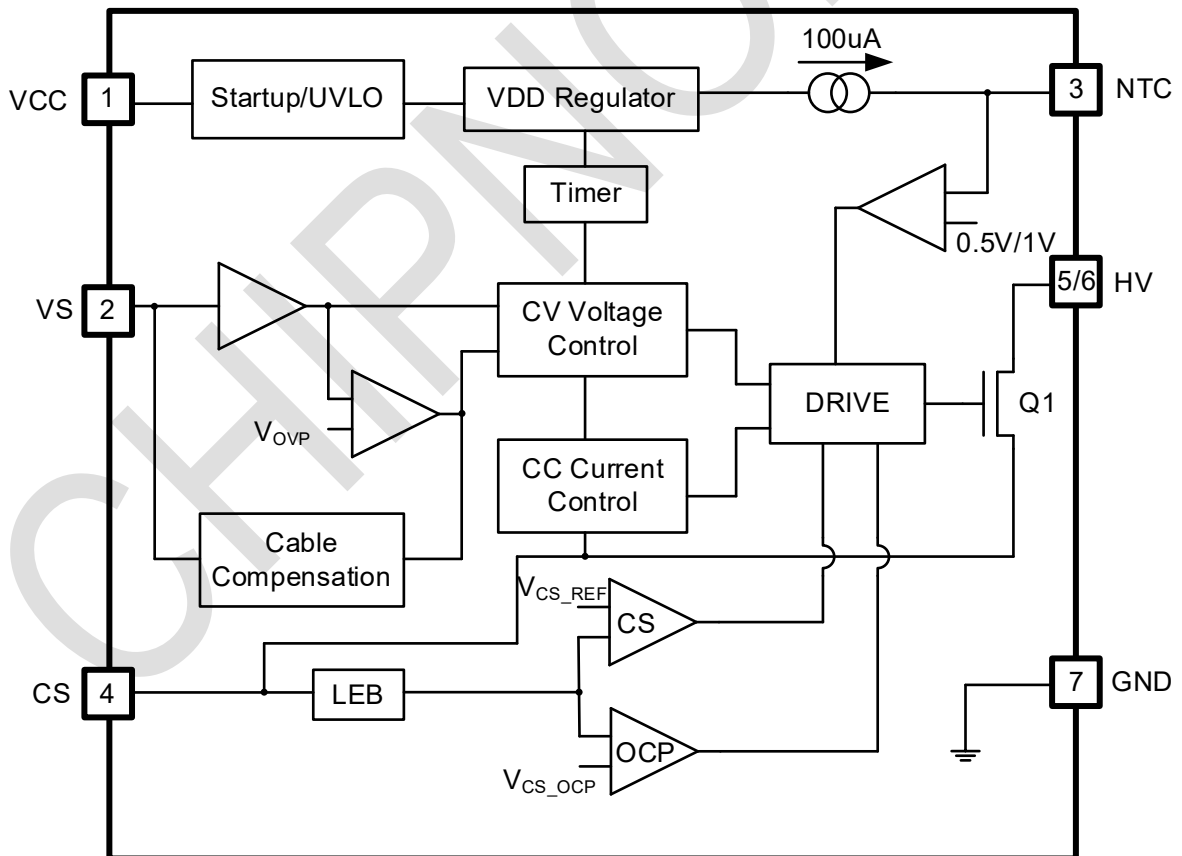 100uA
VCC
1
Startup/UVLO
VDD Regulator
3
NTC
Timer
0.5V/1V
VS
2
CV Voltage
Control
5/6
HV
VOVP
DRIVE
Q1
CC Current
Control
Cable
Compensation
VCS_REF
CS
CS
4
LEB
7
GND
OCP
VCS_OCP